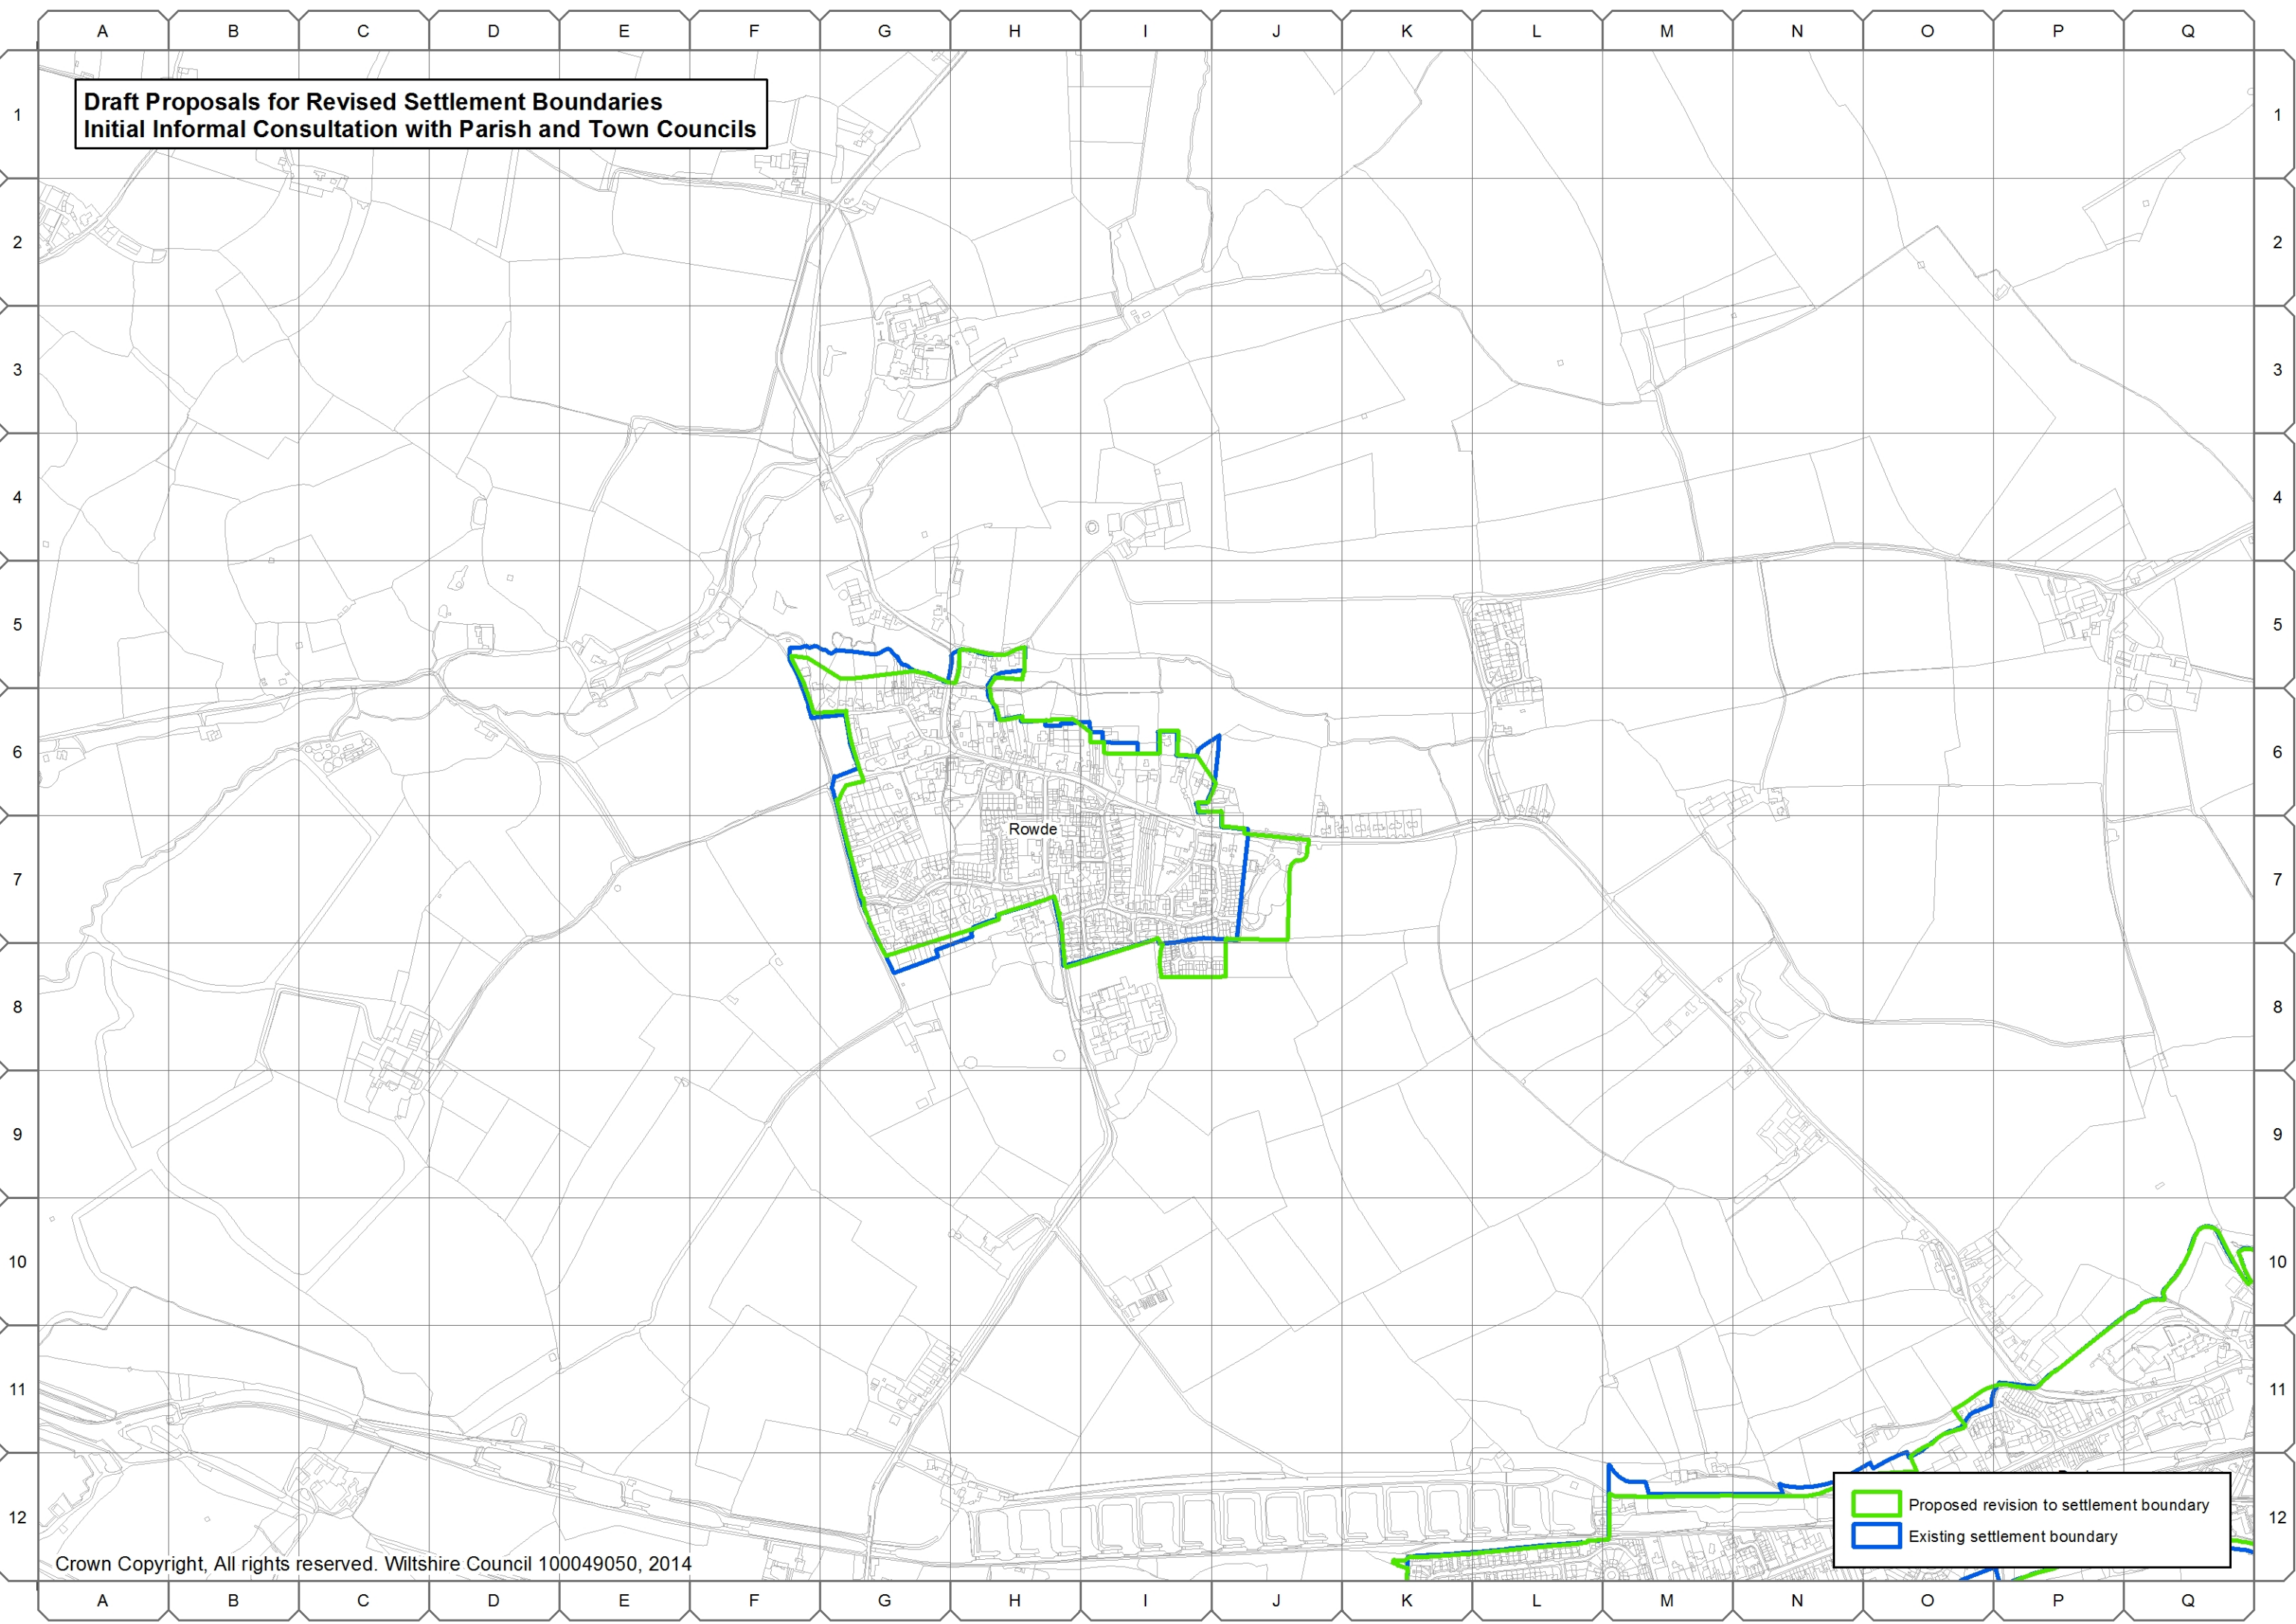 A B C D E F G H I J K L M N O P Q
Draft Proposals for Revised Settlement Boundaries
Initial Informal Consultation with Parish and Town Councils
1 1
2 2
3 3
4 4
5 5
6 6
Rowde
7 7
8 8
9 9
10 10
11 11
12 12
Proposed revision to settlement boundary
Existing settlement boundary
Crown Copyright, All rights reserved. Wiltshire Council 100049050, 2014
A B C D E F G H I J K L M N O P Q